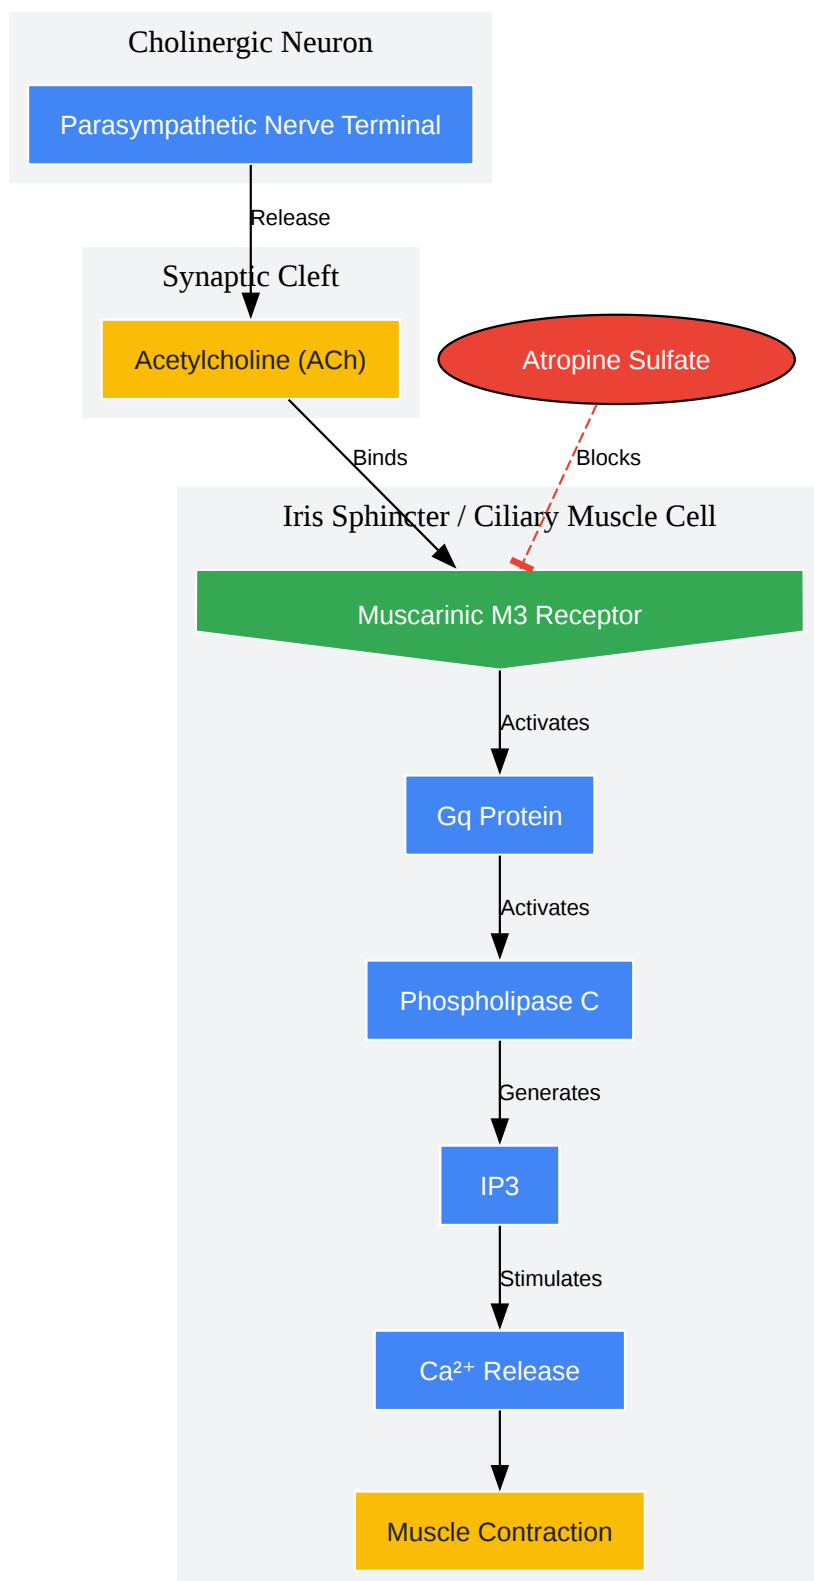 Cholinergic Neuron
Parasympathetic Nerve Terminal
Release
Synaptic Cleft
Acetylcholine (ACh)
Atropine Sulfate
Binds
Blocks
Iris Sphincter / Ciliary Muscle Cell
Muscarinic M3 Receptor
Activates
Gq Protein
Activates
Phospholipase C
Generates
IP3
Stimulates
Ca²⁺ Release
Muscle Contraction